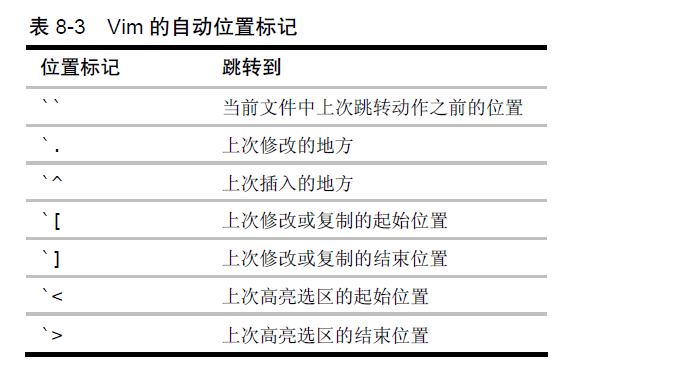 表 8-3 Vim 的自动位置标记
位置标记 跳转到
`` 当前文件中上次跳转动作之前的位置
`. 上次修改的地方
`^ 上次插入的地方
`[ 上次修改或复制的起始位置
`] 上次修改或复制的结束位置
`< 上次高亮选区的起始位置
`> 上次高亮选区的结束位置